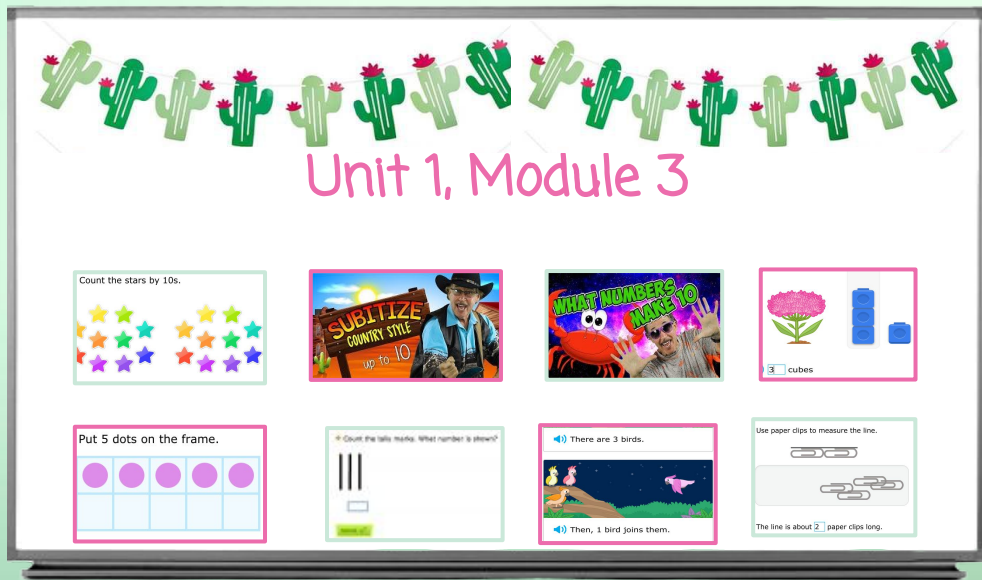 Unit 1, Module 3
Count the stars by 10s.
SUBITIZE
COUNTRY STYLE
up to 10
WHAT NUMBERS
MAKE 10
3 cubes
Put 5 dots on the frame.
Count the tally marks. What number is shown?
There are 3 birds.
Then, 1 bird joins them.
Use paper clips to measure the line.
The line is about 2 paper clips long.